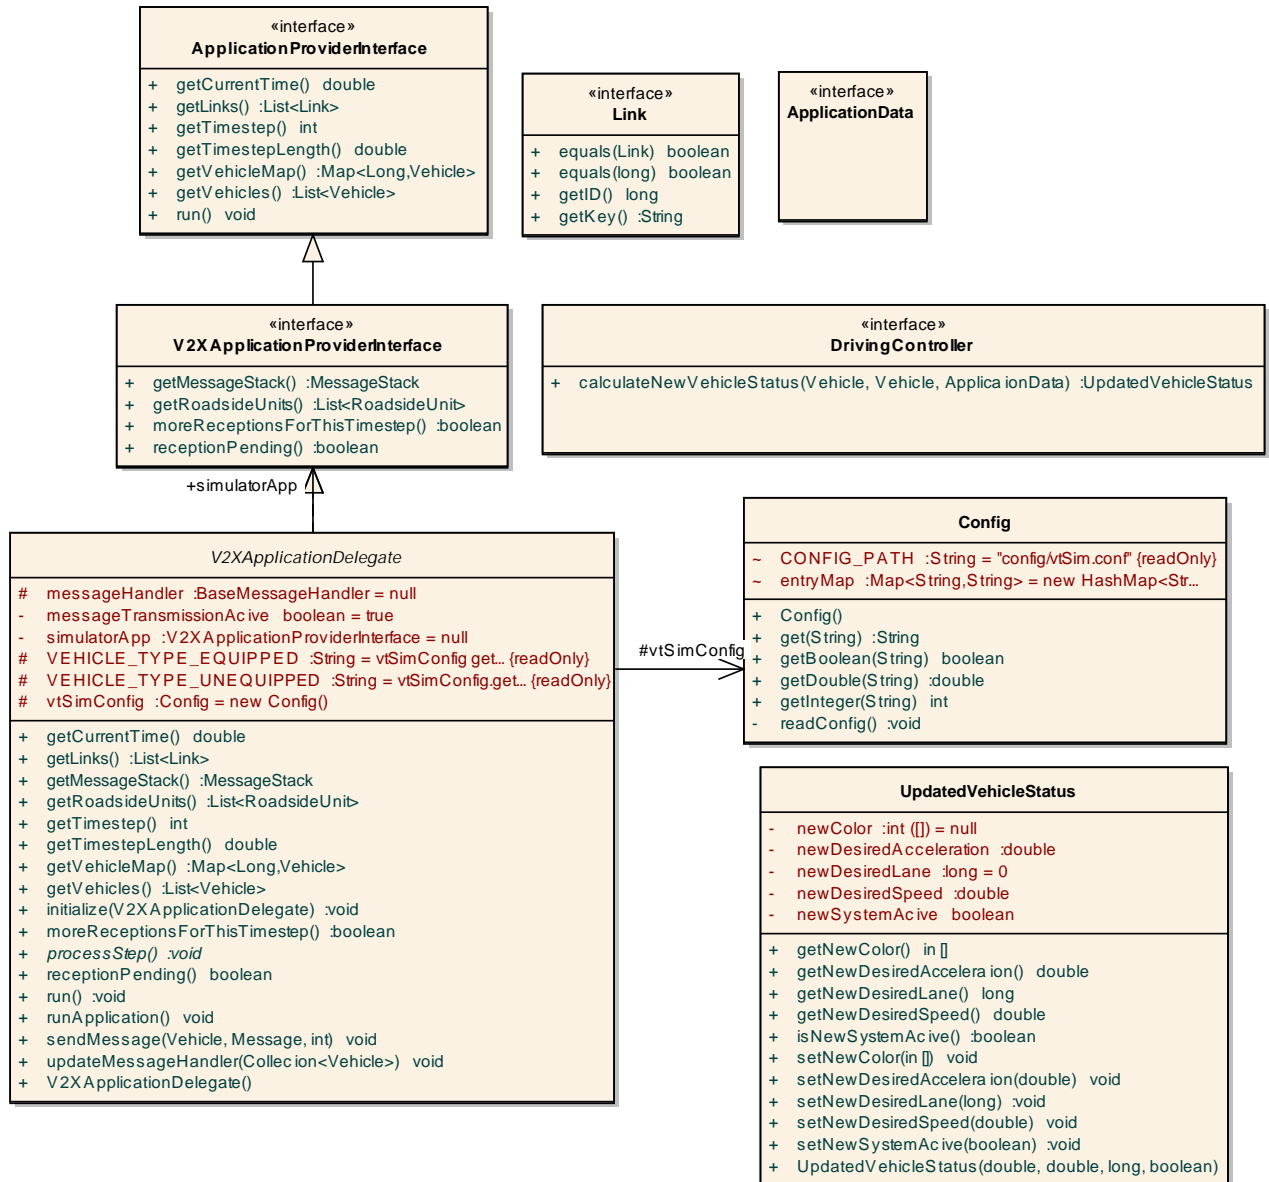 «interface»
ApplicationProviderInterface
+ getCurrentTime() double
+ getLinks() :List<Link>
+ getTimestep() int
+ getTimestepLength() double
+ getVehicleMap() :Map<Long,Vehicle>
+ getVehicles() :List<Vehicle>
+ run() void
«interface»
Link
+ equals(Link) boolean
+ equals(long) boolean
+ getID() long
+ getKey() :String
«interface»
ApplicationData
«interface»
V2XApplicationProviderInterface
+ getMessageStack() :MessageStack
+ getRoadsideUnits() :List<RoadsideUnit>
+ moreReceptionsForThisTimestep() :boolean
+ receptionPending() :boolean
«interface»
DrivingController
+ calculateNewVehicleStatus(Vehicle, Vehicle, Applica ionData) :UpdatedVehicleStatus
+simulatorApp
V2XApplicationDelegate
# messageHandler :BaseMessageHandler = null
- messageTransmissionAcive boolean = true
- simulatorApp :V2XApplicationProviderInterface = null
# VEHICLE_TYPE_EQUIPPED :String = vtSimConfig get... {readOnly}
# VEHICLE_TYPE_UNEQUIPPED :String = vtSimConfig.get... {readOnly}
# vtSimConfig :Config = new Config()
+ getCurrentTime() double
+ getLinks() :List<Link>
+ getMessageStack() :MessageStack
+ getRoadsideUnits() :List<RoadsideUnit>
+ getTimestep() int
+ getTimestepLength() double
+ getVehicleMap() :Map<Long,Vehicle>
+ getVehicles() :List<Vehicle>
+ initialize(V2XApplicationDelegate) :void
+ moreReceptionsForThisTimestep() :boolean
+ processStep() :void
+ receptionPending() boolean
+ run() :void
+ runApplication() void
+ sendMessage(Vehicle, Message, int) void
+ updateMessageHandler(Collecion<Vehicle>) void
+ V2XApplicationDelegate()
#vtSimConfig
Config
~ CONFIG_PATH :String = "config/vtSim.conf" {readOnly}
~ entryMap :Map<String,String> = new HashMap<Str...
+ Config()
+ get(String) :String
+ getBoolean(String) boolean
+ getDouble(String) :double
+ getInteger(String) int
- readConfig() :void
UpdatedVehicleStatus
- newColor :int ([]) = null
- newDesiredAcceleration :double
- newDesiredLane :long = 0
- newDesiredSpeed :double
- newSystemAcive boolean
+ getNewColor() in []
+ getNewDesiredAccelera ion() double
+ getNewDesiredLane() long
+ getNewDesiredSpeed() double
+ isNewSystemAcive() :boolean
+ setNewColor(in []) void
+ setNewDesiredAccelera ion(double) void
+ setNewDesiredLane(long) :void
+ setNewDesiredSpeed(double) void
+ setNewSystemAcive(boolean) :void
+ UpdatedVehicleStatus(double, double, long, boolean)